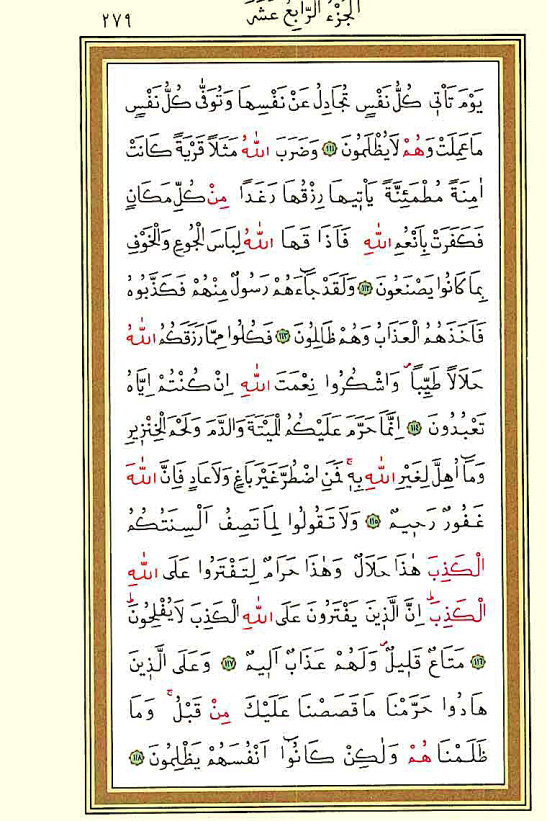 ٢٧٩
اَلْجُزْءُ الرَّابِعُ عَشَرَ
يَوْمَ تَأْتٖى كُلُّ نَفْسٍ تُجَادِلُ عَنْ نَفْسِهَا وَتُوَفّٰى كُلُّ نَفْسٍ
مَا عَمِلَتْ وَهُمْ لَا يُظْلَمُونَ ﴿١١١﴾ وَضَرَبَ اللّٰهُ مَثَلاً قَرْيَةً كَانَتْ
اٰمِنَةً مُطْمَئِنَّةً يَأْتٖيهَا رِزْقُهَا رَغَدًا مِنْ كُلِّ مَكَانٍ
فَكَفَرَتْ بِاَنْعُمِ اللّٰهِ فَاَذَا قَهَا اللّٰهُ لِبَاسَ الْجُوعِ وَالْخَوْفِ
بِمَا كَانُوا يَصْنَعُونَ ﴿١١٢﴾ وَلَقَدْ جَٓاءَهُمْ رَسُولٌ مِنْهُمْ فَكَذَّبُوهُ
فَاَخَذَهُمُ الْعَذَابُ وَهُمْ ظَالِمُونَ ﴿١١٣﴾ فَكُلُوا مِمَّا رَزَقَكُمُ اللّٰهُ
حَلَالاً طَيِّبًاۖ وَاشْكُرُوا نِعْمَتَ اللّٰهِ اِنْ كُنْتُمْ اِيَّاهُ
تَعْبُدُونَ ﴿١١٤﴾ اِنَّمَا حَرَّمَ عَلَيْكُمُ الْمَيْتَةَ وَالدَّمَ وَلَحْمَ الْخِنْزٖيرِ
وَمَٓا اُهِلَّ لِغَيْرِ اللّٰهِ بِهٖۚ فَمَنِ اضْطُرَّ غَيْرَ بَاغٍ وَلَا عَادٍ فَاِنَّ اللّٰهَ
غَفُورٌ رَحٖيمٌ ﴿١١٥﴾ وَلَا تَقُولُوا لِمَا تَصِفُ اَلْسِنَتُكُمُ
الْكَذِبَ هٰذَا حَلَالٌ وَهٰذَا حَرَامٌ لِتَفْتَرُوا عَلَى اللّٰهِ
الْكَذِبَؕ اِنَّ الَّذٖينَ يَفْتَرُونَ عَلَى اللّٰهِ الْكَذِبَ لَا يُفْلِحُونَؕ
﴿١١٦﴾ مَتَاعٌ قَلٖيلٌۖ وَلَهُمْ عَذَابٌ اَلٖيمٌ ﴿١١٧﴾ وَعَلَى الَّذٖينَ
هَادُوا حَرَّمْنَا مَا قَصَصْنَا عَلَيْكَ مِنْ قَبْلُۚ وَمَا
ظَلَمْنَا هُمْ وَلٰكِنْ كَانُٓوا اَنْفُسَهُمْ يَظْلِمُونَ ﴿١١٨﴾